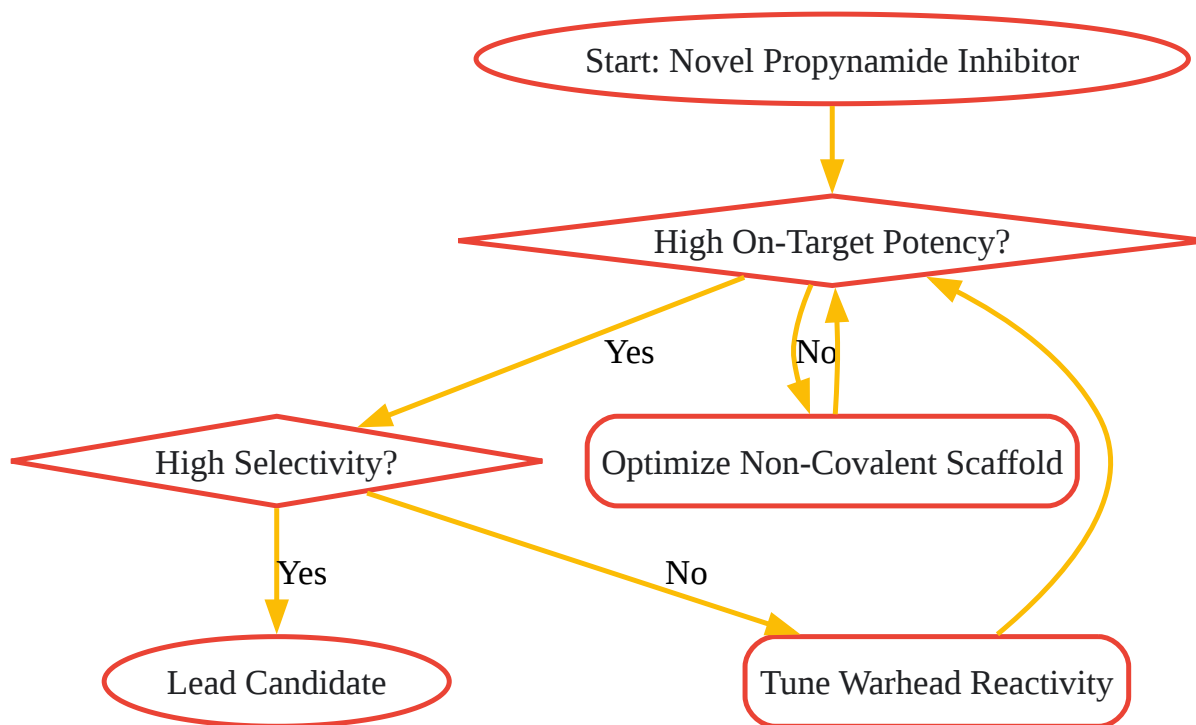 Start: Novel Propynamide Inhibitor
High On-Target Potency?
Yes
No
High Selectivity?
Optimize Non-Covalent Scaffold
Yes
No
Lead Candidate
Tune Warhead Reactivity